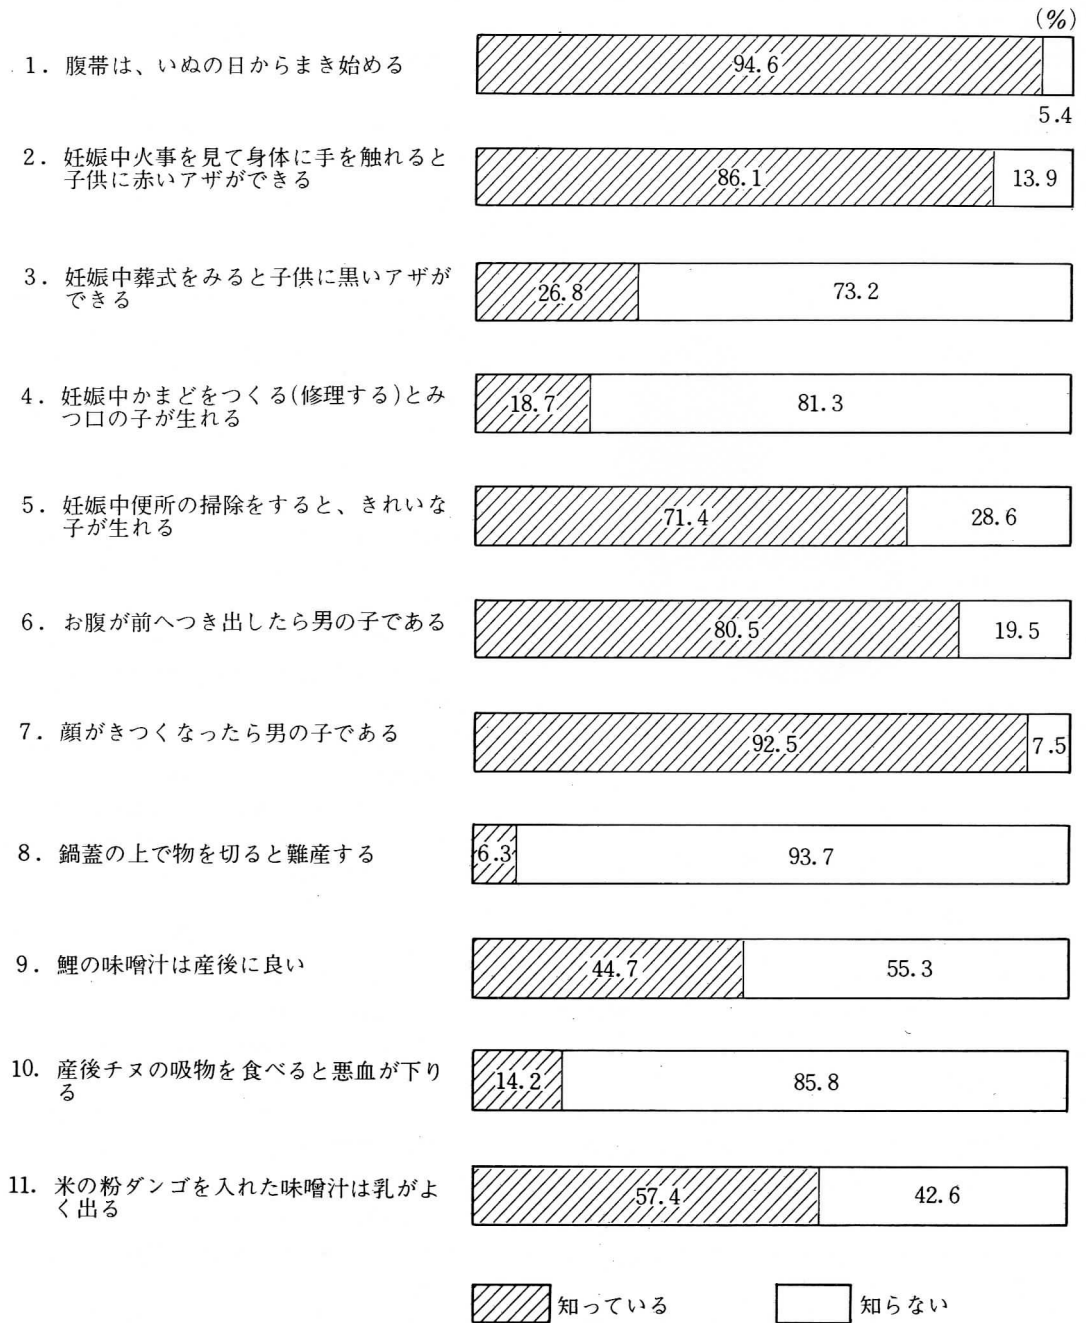 (%)
1. 腹帯は、いぬの日からまき始める
94.6
5.4
2. 妊娠中火事を見て身体に手を触れると
子供に赤いアザができる
86.1
13.9
3. 妊娠中葬式をみると子供に黒いアザが
できる
26.8
73.2
4. 妊娠中かまどをつくる(修理する)とみ
つ口の子が生れる
18.7
81.3
5. 妊娠中便所の掃除をすると、きれいな
子が生れる
71.4
28.6
6. お腹が前へつき出したら男の子である
80.5
19.5
7. 顔がきつくなったら男の子である
92.5
7.5
8. 鍋蓋の上で物を切ると難産する
6.3
93.7
9. 鯉の味噌汁は産後に良い
44.7
55.3
10. 産後チヌの吸物を食べると悪血が下り
る
14.2
85.8
11. 米の粉ダンゴを入れた味噌汁は乳がよ
く出る
57.4
42.6
知っている
知らない